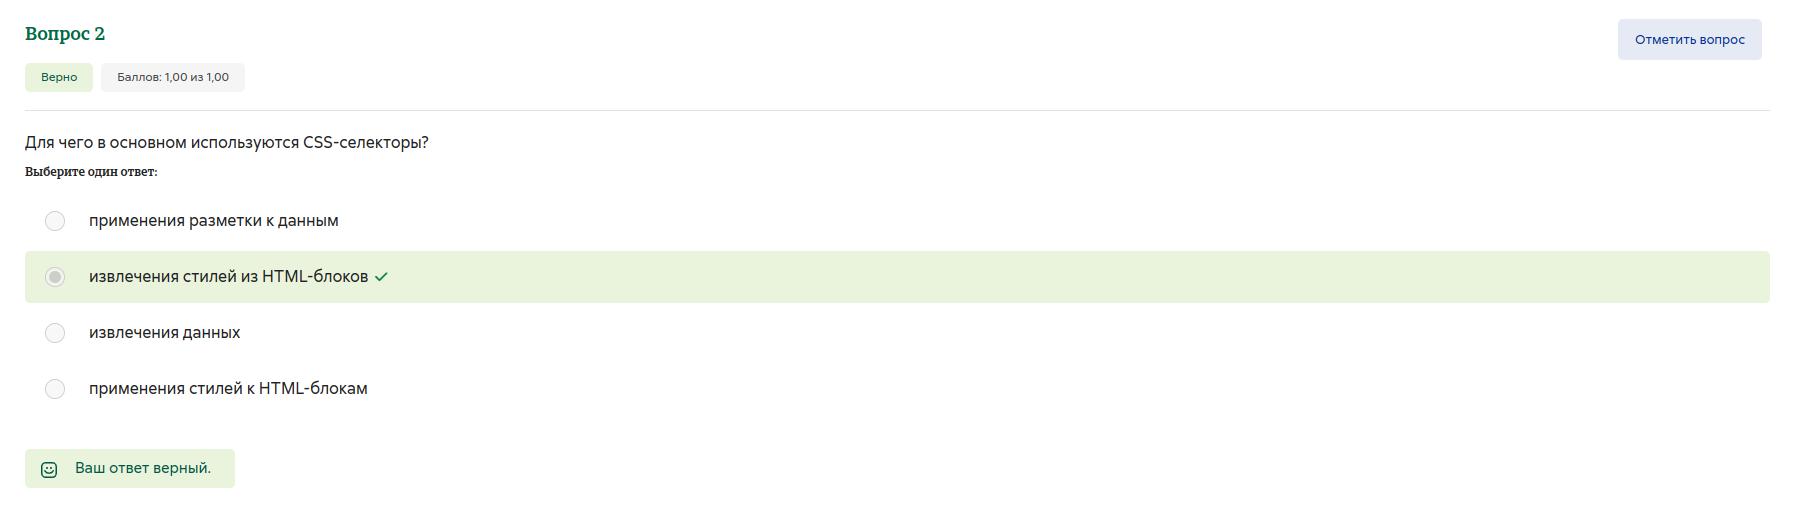 Вопрос 2
Отметить вопрос
Верно
Баллов: 1,00 из 1,00
Для чего в основном используются CSS-селекторы?
Выберите один ответ:
применения разметки к данным
извлечения стилей из HTML-блоков
извлечения данных
применения стилей к HTML-блокам
Ваш ответ верный.